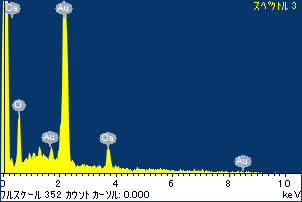 スペクトル 3
Ca Au
O Au Ca Au
0 2 4 6 8 10
フルスケール 352 カウント カーソル: 0.000 keV